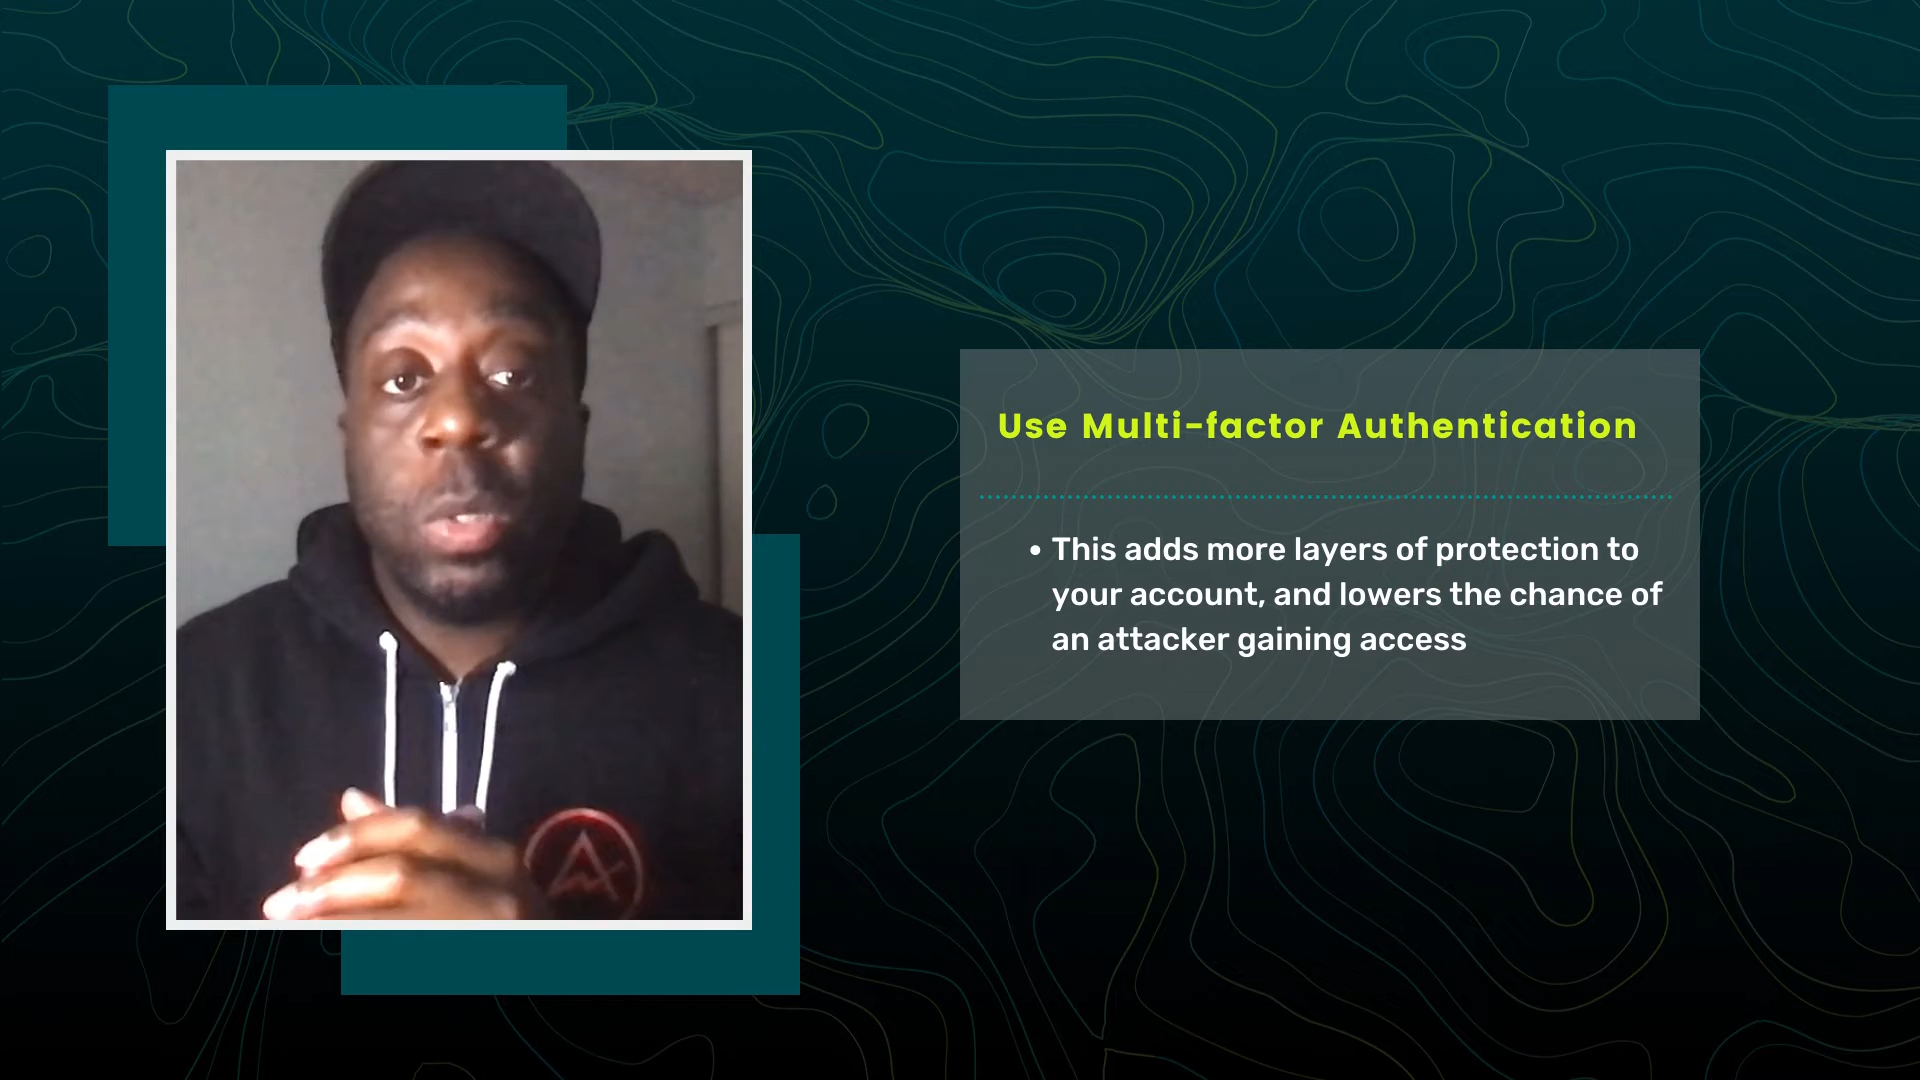 Use Multi-factor Authentication
• This adds more layers of protection to
your account, and lowers the chance of
an attacker gaining access